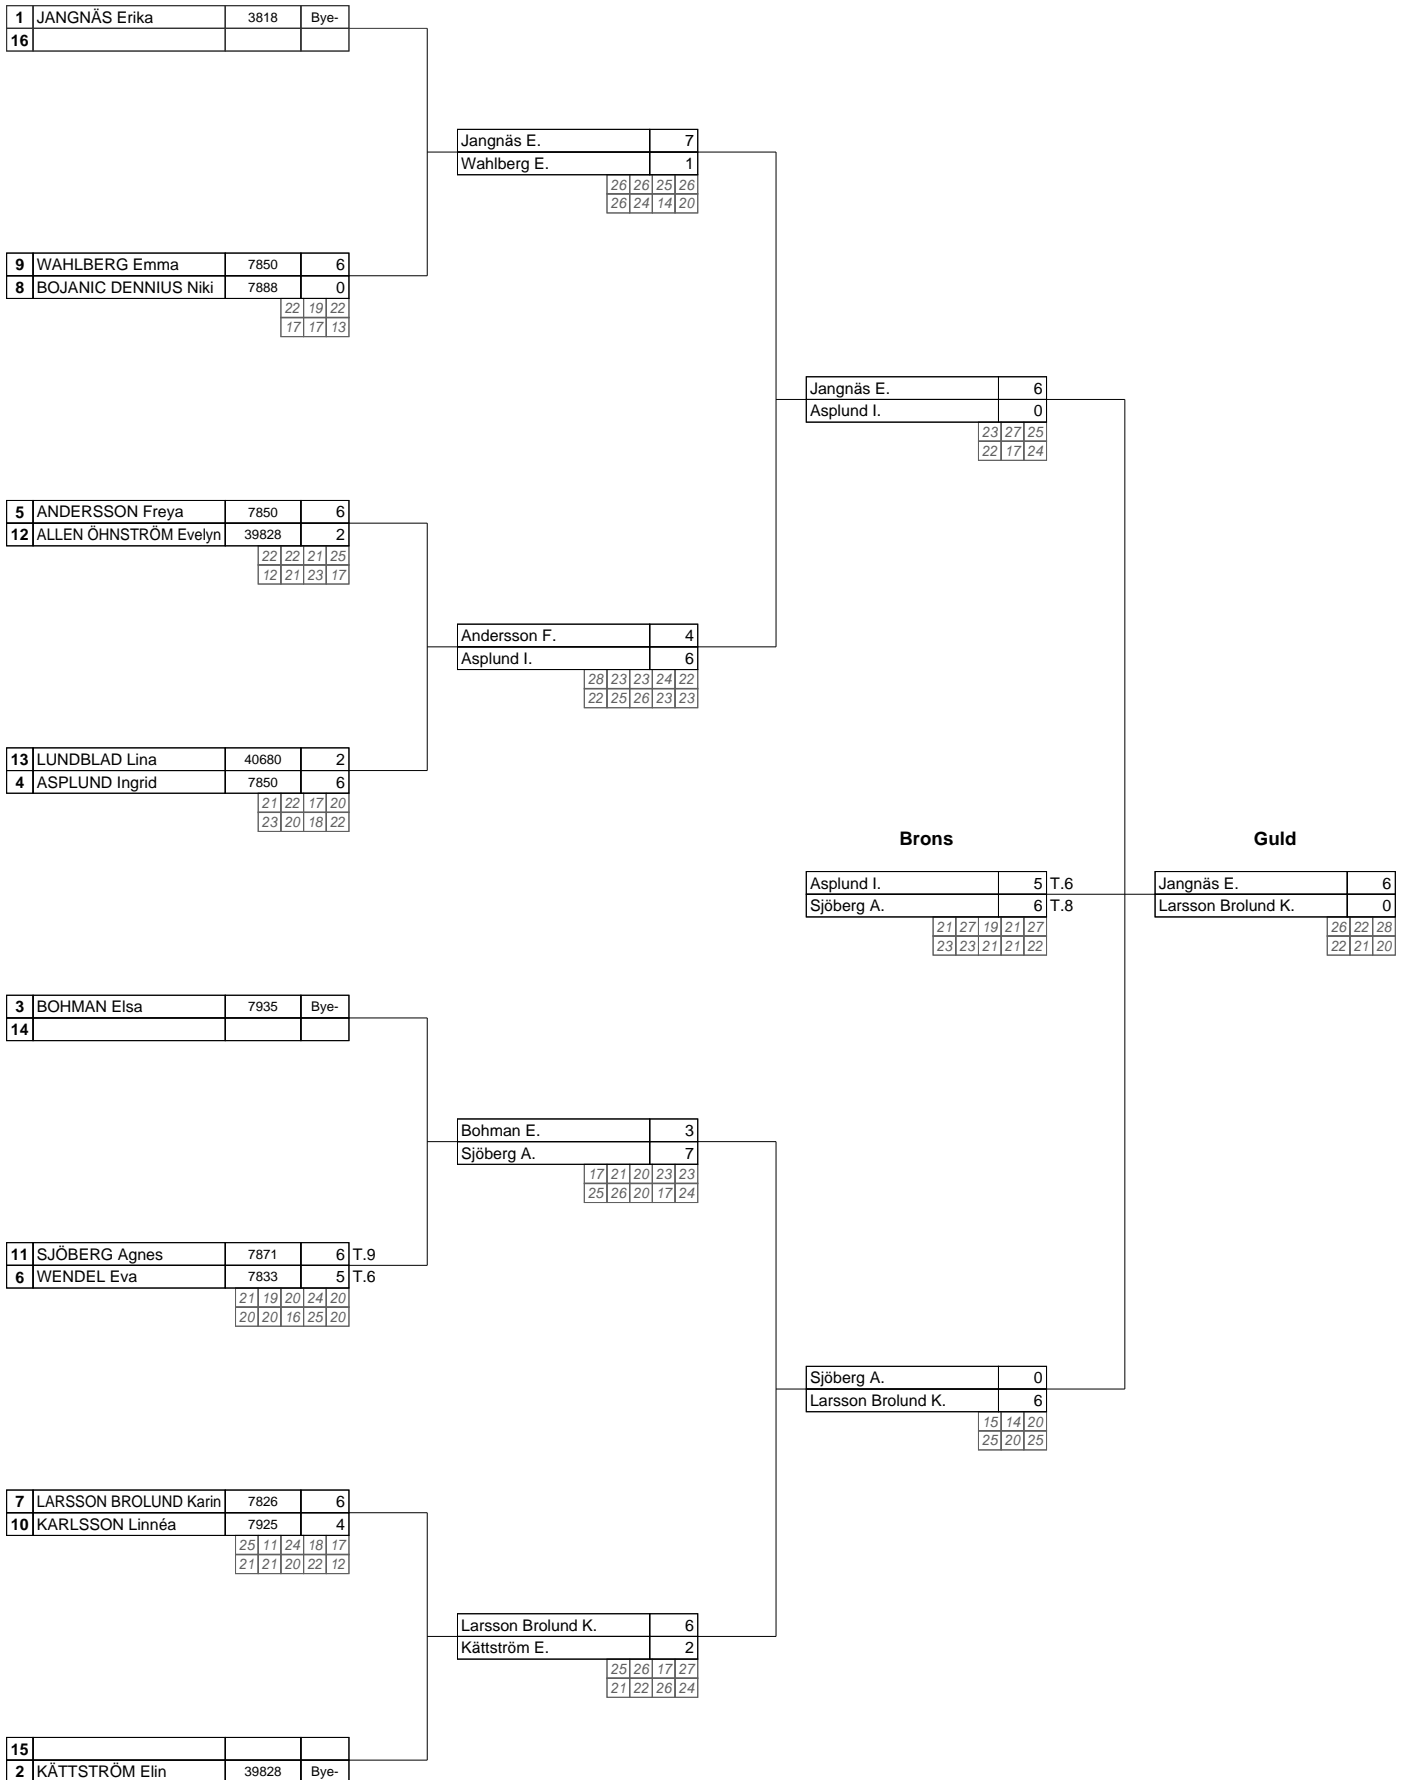 1 JANGNÄS Erika 3818 Bye-
16
Jangnäs E. 7
Wahlberg E. 1
26 26 25 26
26 24 14 20
9 WAHLBERG Emma 7850 6
8 BOJANIC DENNIUS Niki 7888 0
22 19 22
17 17 13
Jangnäs E. 6
Asplund I. 0
23 27 25
22 17 24
5 ANDERSSON Freya 7850 6
12 ALLEN ÖHNSTRÖM Evelyn 39828 2
22 22 21 25
12 21 23 17
Andersson F. 4
Asplund I. 6
28 23 23 24 22
22 25 26 23 23
13 LUNDBLAD Lina 40680 2
4 ASPLUND Ingrid 7850 6
21 22 17 20
23 20 18 22
Brons
Asplund I. 5 T.6
Sjöberg A. 6 T.8
21 27 19 21 27
23 23 21 21 22
Guld
Jangnäs E. 6
Larsson Brolund K. 0
26 22 28
22 21 20
3 BOHMAN Elsa 7935 Bye-
14
Bohman E. 3
Sjöberg A. 7
17 21 20 23 23
25 26 20 17 24
11 SJÖBERG Agnes 7871 6 T.9
6 WENDEL Eva 7833 5 T.6
21 19 20 24 20
20 20 16 25 20
Sjöberg A. 0
Larsson Brolund K. 6
15 14 20
25 20 25
7 LARSSON BROLUND Karin 7826 6
10 KARLSSON Linnéa 7925 4
25 11 24 18 17
21 21 20 22 12
Larsson Brolund K. 6
Kättström E. 2
25 26 17 27
21 22 26 24
15
2 KÄTTSTRÖM Elin 39828 Bye-